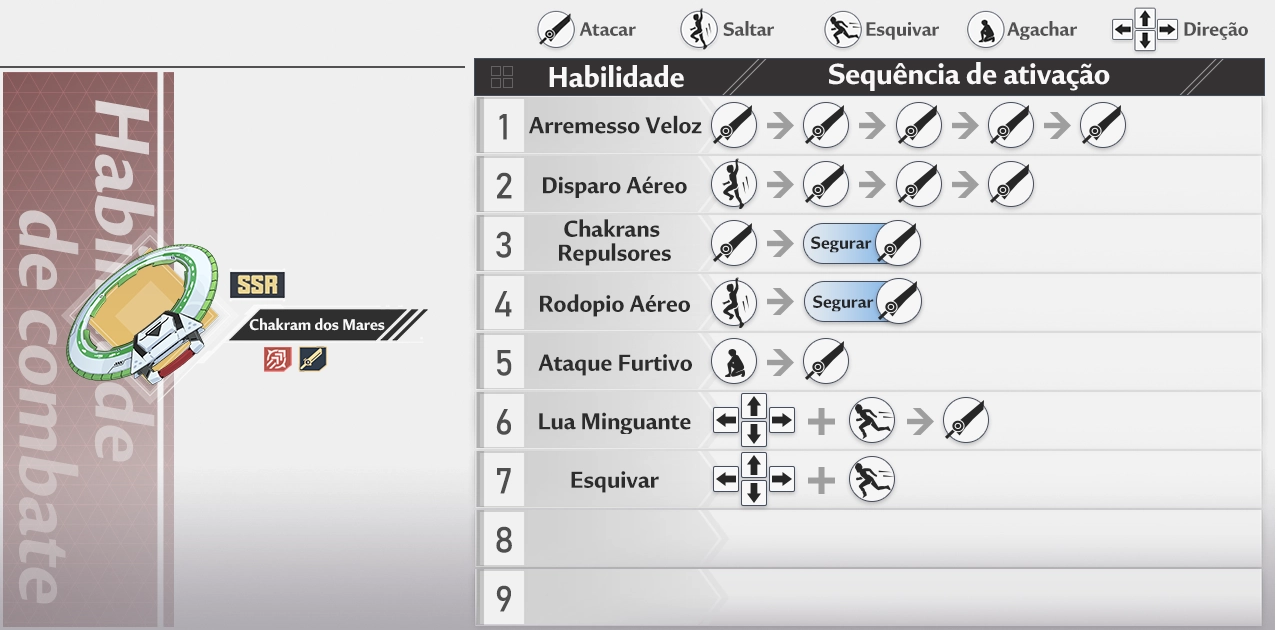 Atacar
Saltar
Esquivar
Agachar
Direção
Habilidade
de combate
SSR
Chakram dos Mares
Habilidade
Sequência de ativação
1
Arremesso Veloz
2
Disparo Aéreo
3
Chakrans
Repulsores
Segurar
4
Rodopio Aéreo
Segurar
5
Ataque Furtivo
6
Lua Minguante
7
Esquivar
8
9